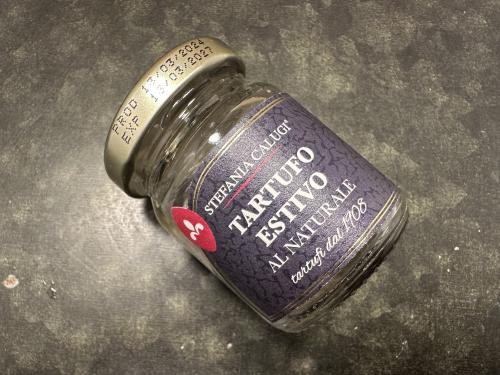 PROD 13/03/2024
EXP 13/03/2027
STEFANIA CALUGI®
TARTUFO
ESTIVO
AL NATURALE
tartufi dal 1908